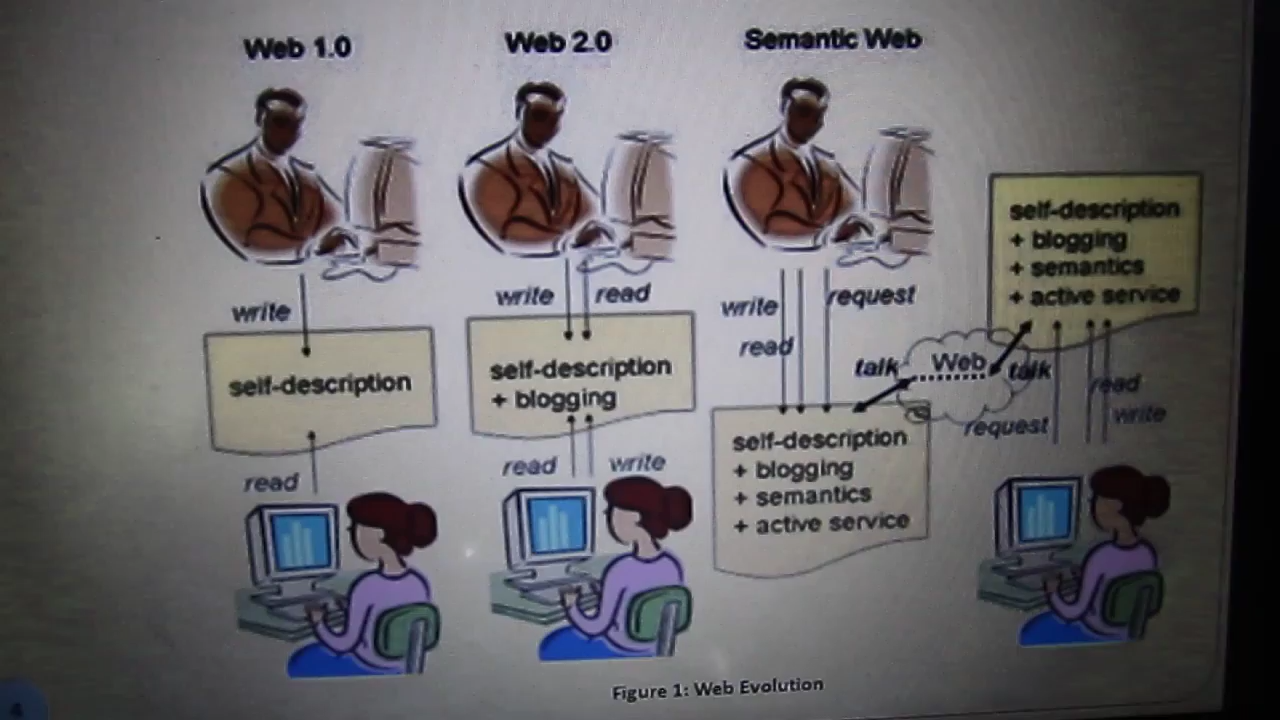 Web 1.0
Web 2.0
Semantic Web
write
self-description
read
write
read
self-description
+ blogging
read
write
write
read
request
self-description
+ blogging
+ semantics
+ active service
talk
Web
talk
self-description
+ blogging
+ semantics
+ active service
request
read
write
Figure 1: Web Evolution
4